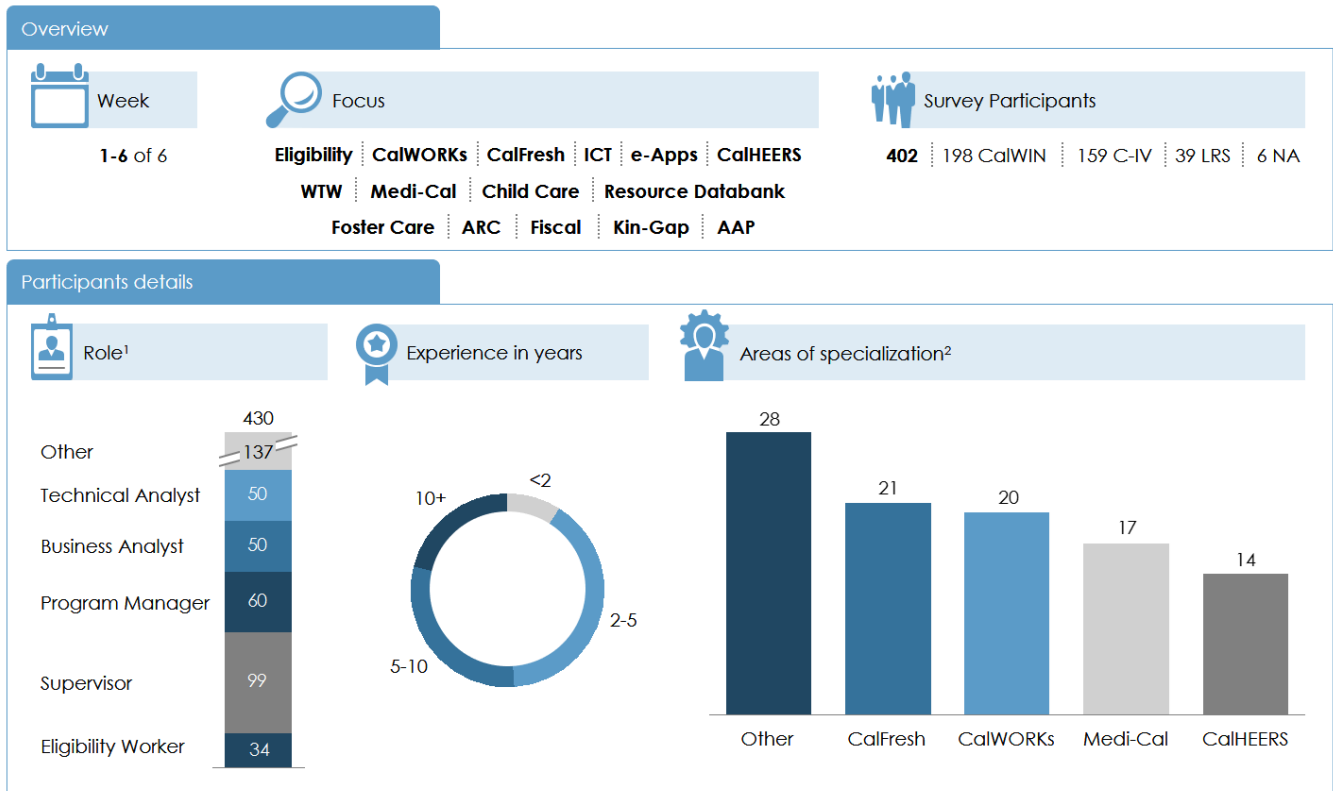 Overview
Week
Focus
Survey Participants
1-6 of 6
Eligibility CalWORKs CalFresh ICT e-Apps CalHEERS
402 198 CalWIN 159 C-IV 39 LRS 6 NA
WTW Medi-Cal Child Care Resource Databank
Foster Care ARC Fiscal Kin-Gap AAP
Participants details
Role¹
Experience in years
Areas of specialization²
430
Other 137
Technical Analyst 50
Business Analyst 50
Program Manager 60
Supervisor 99
Eligibility Worker 34
<2
10+
2-5
5-10
28
21
20
17
14
Other CalFresh CalWORKs Medi-Cal CalHEERS